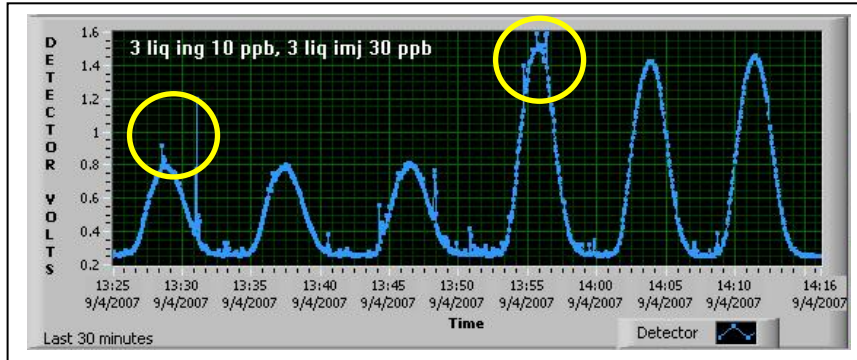 3 liq ing 10 ppb, 3 liq imj 30 ppb
DETECTOR VOLTS
1.6
1.4
1.2
1
0.8
0.6
0.4
0.2
13:25 13:30 13:35 13:40 13:45 13:50 13:55 14:00 14:05 14:10 14:16
9/4/2007 9/4/2007 9/4/2007 9/4/2007 9/4/2007 9/4/2007 9/4/2007 9/4/2007 9/4/2007 9/4/2007 9/4/2007
Time
Last 30 minutes
Detector